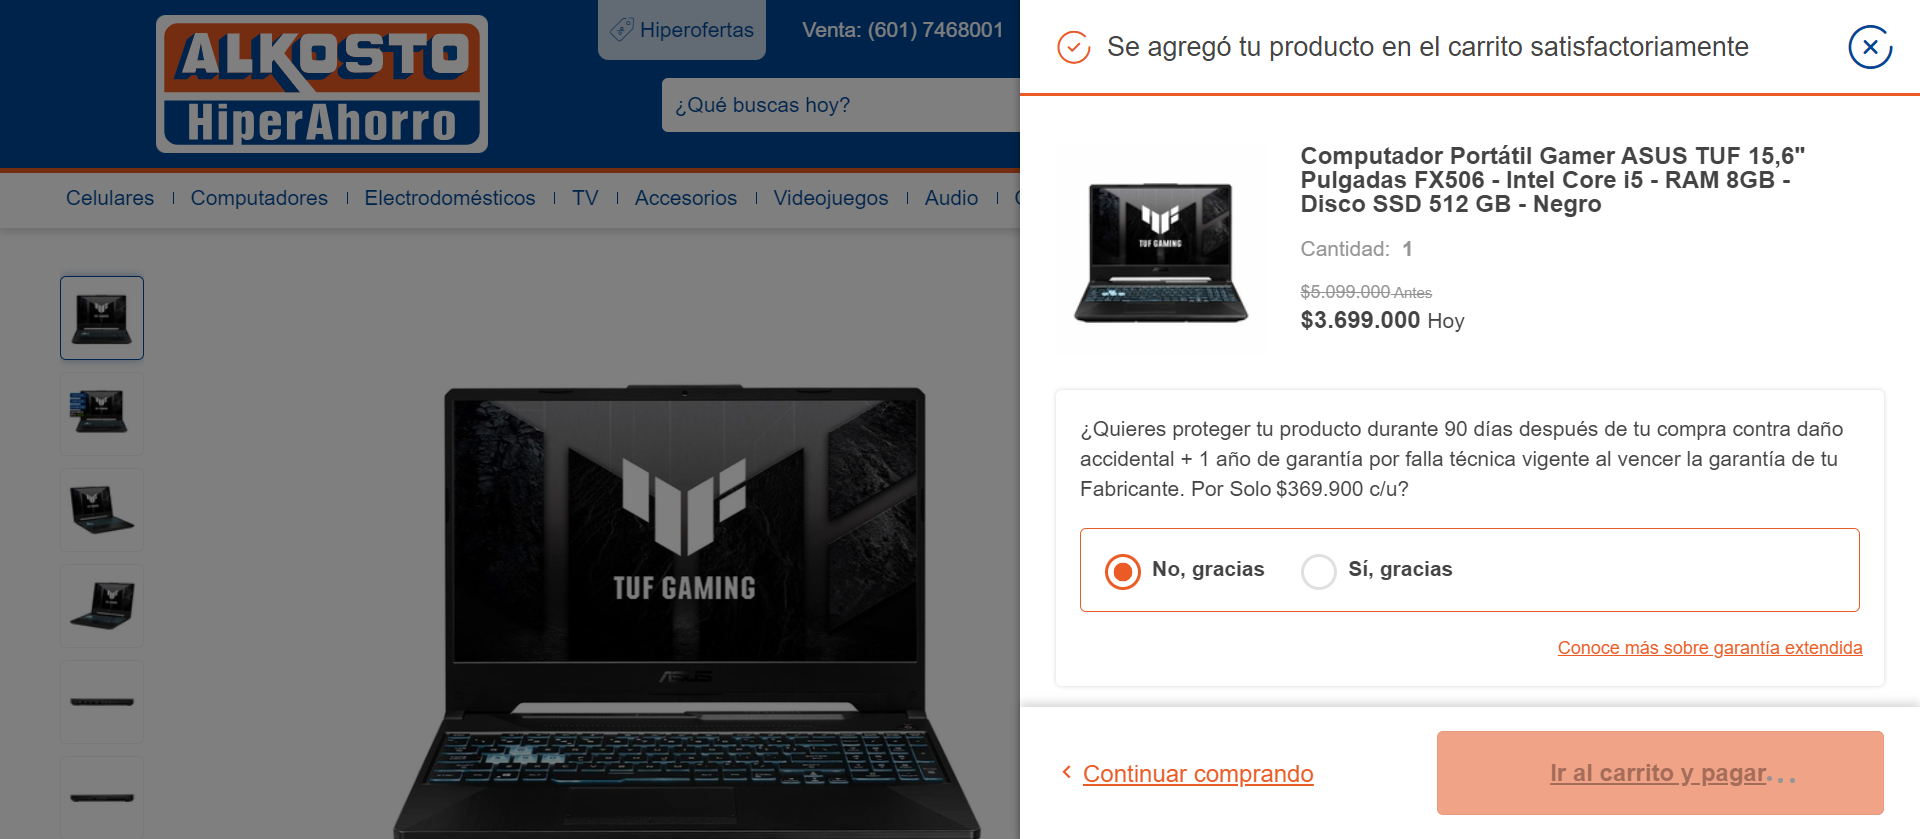 ALKOSTO
HiperAhorro
Hiperofertas
Venta: (601) 7468001
¿Qué buscas hoy?
Celulares
Computadores
Electrodomésticos
TV
Accesorios
Videojuegos
Audio
TUF GAMING
ASUS
Se agregó tu producto en el carrito satisfactoriamente
TUF GAMING
Computador Portátil Gamer ASUS TUF 15,6"
Pulgadas FX506 - Intel Core i5 - RAM 8GB -
Disco SSD 512 GB - Negro
Cantidad: 1
$5.099.000 Antes
$3.699.000 Hoy
¿Quieres proteger tu producto durante 90 días después de tu compra contra daño
accidental + 1 año de garantía por falla técnica vigente al vencer la garantía de tu
Fabricante. Por Solo $369.900 c/u?
No, gracias
Sí, gracias
Conoce más sobre garantía extendida
Continuar comprando
Ir al carrito y pagar...